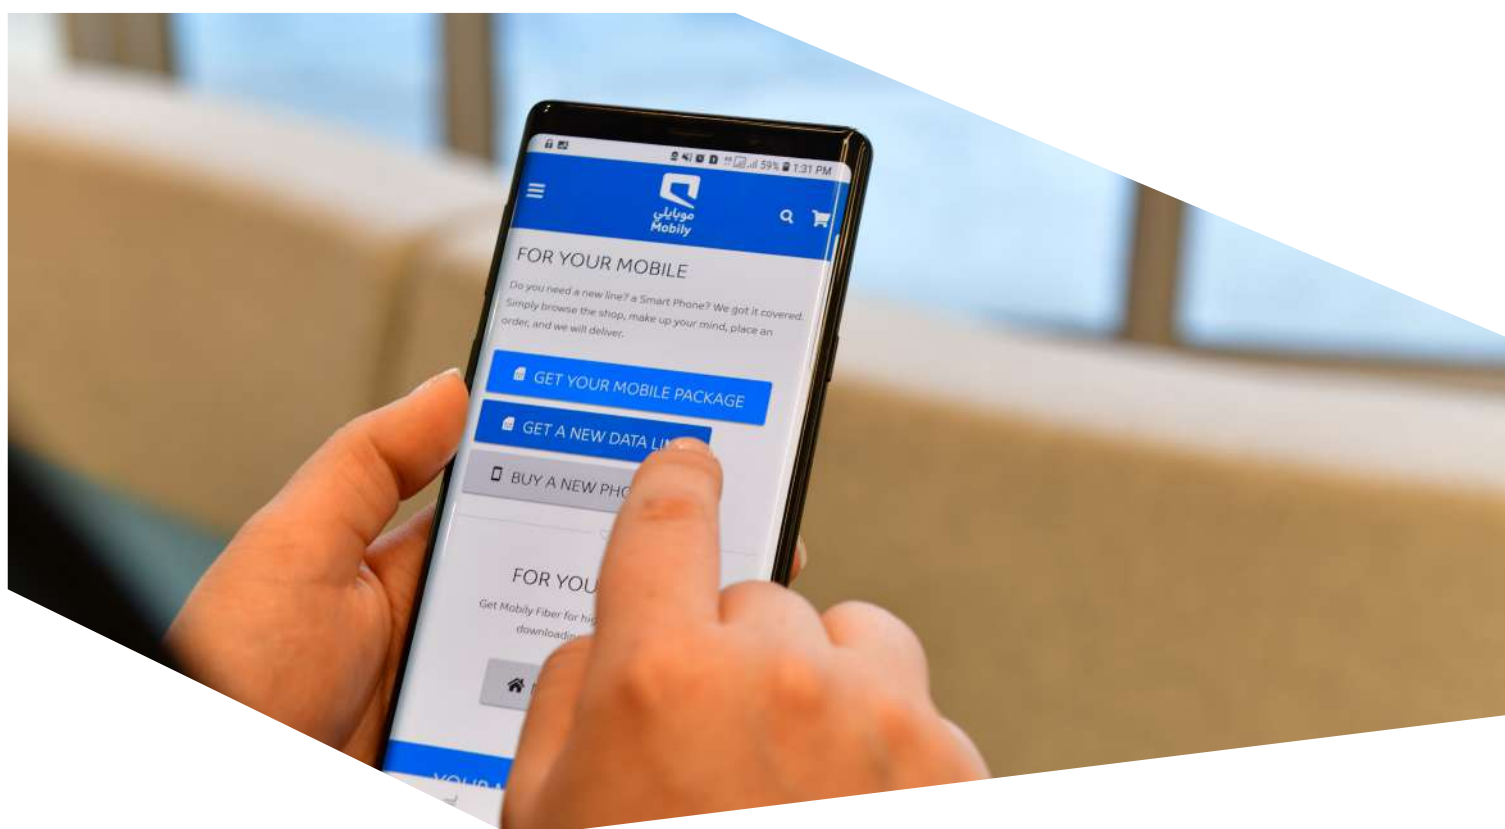 59% 1:31 PM
موبايلي
Mobily
FOR YOUR MOBILE
Do you need a new line? a Smart Phone? We got it covered.
Simply browse the shop, make up your mind, place an
order, and we will deliver.
GET YOUR MOBILE PACKAGE
GET A NEW DATA
BUY A NEW
FOR
Get Mobily Fiber for